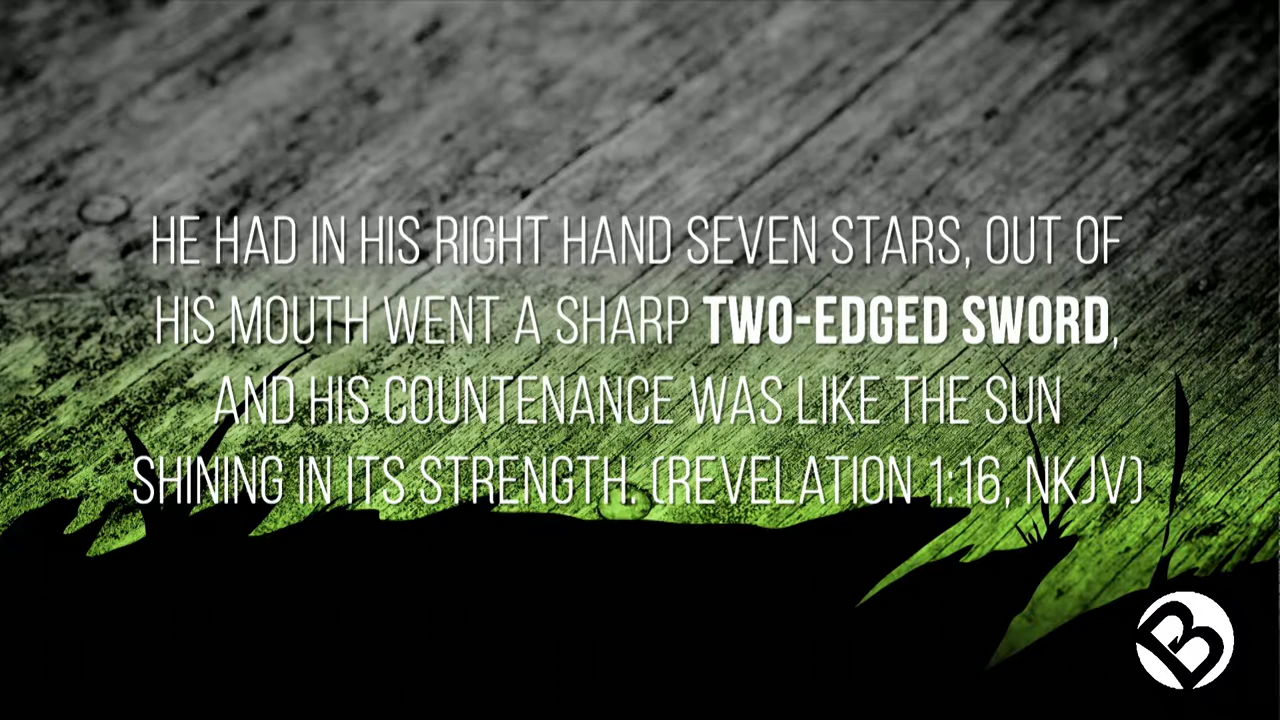 HE HAD IN HIS RIGHT HAND SEVEN STARS, OUT OF
HIS MOUTH WENT A SHARP TWO-EDGED SWORD,
AND HIS COUNTENANCE WAS LIKE THE SUN
SHINING IN ITS STRENGTH. (REVELATION 1:16, NKJV)
B